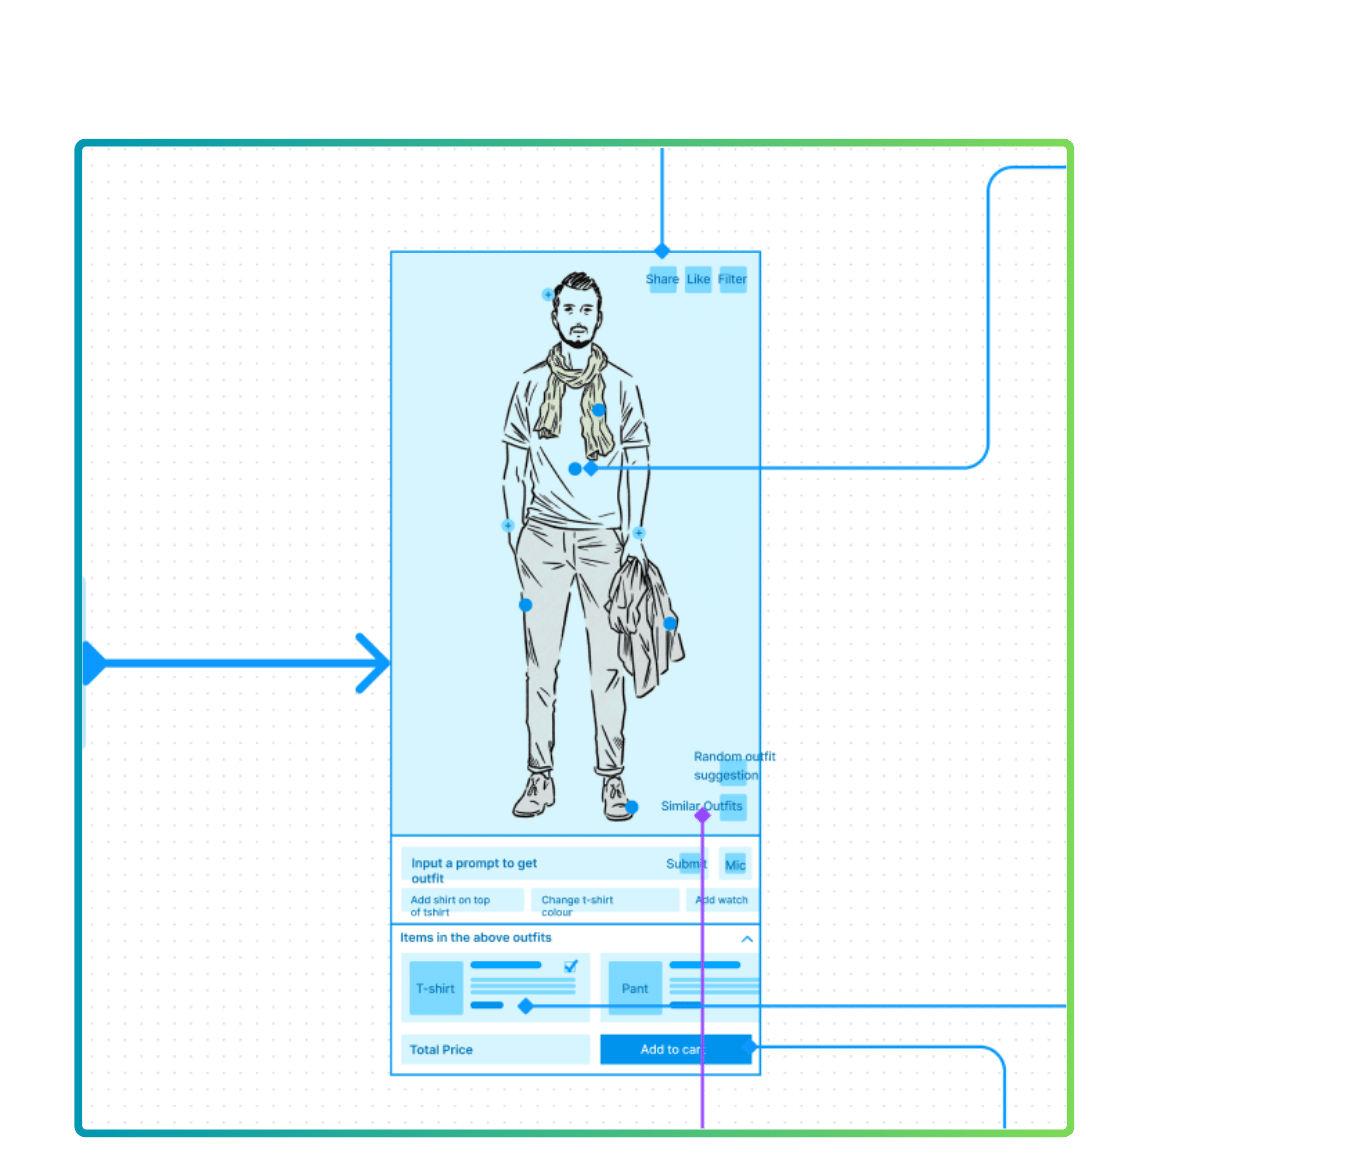 Share Like Filter
Random outfit
suggestion
Similar Outfits
Input a prompt to get
outfit
Submit
Mic
Add shirt on top
of tshirt
Change t-shirt
colour
Add watch
Items in the above outfits
T-shirt
Pant
Total Price
Add to cart